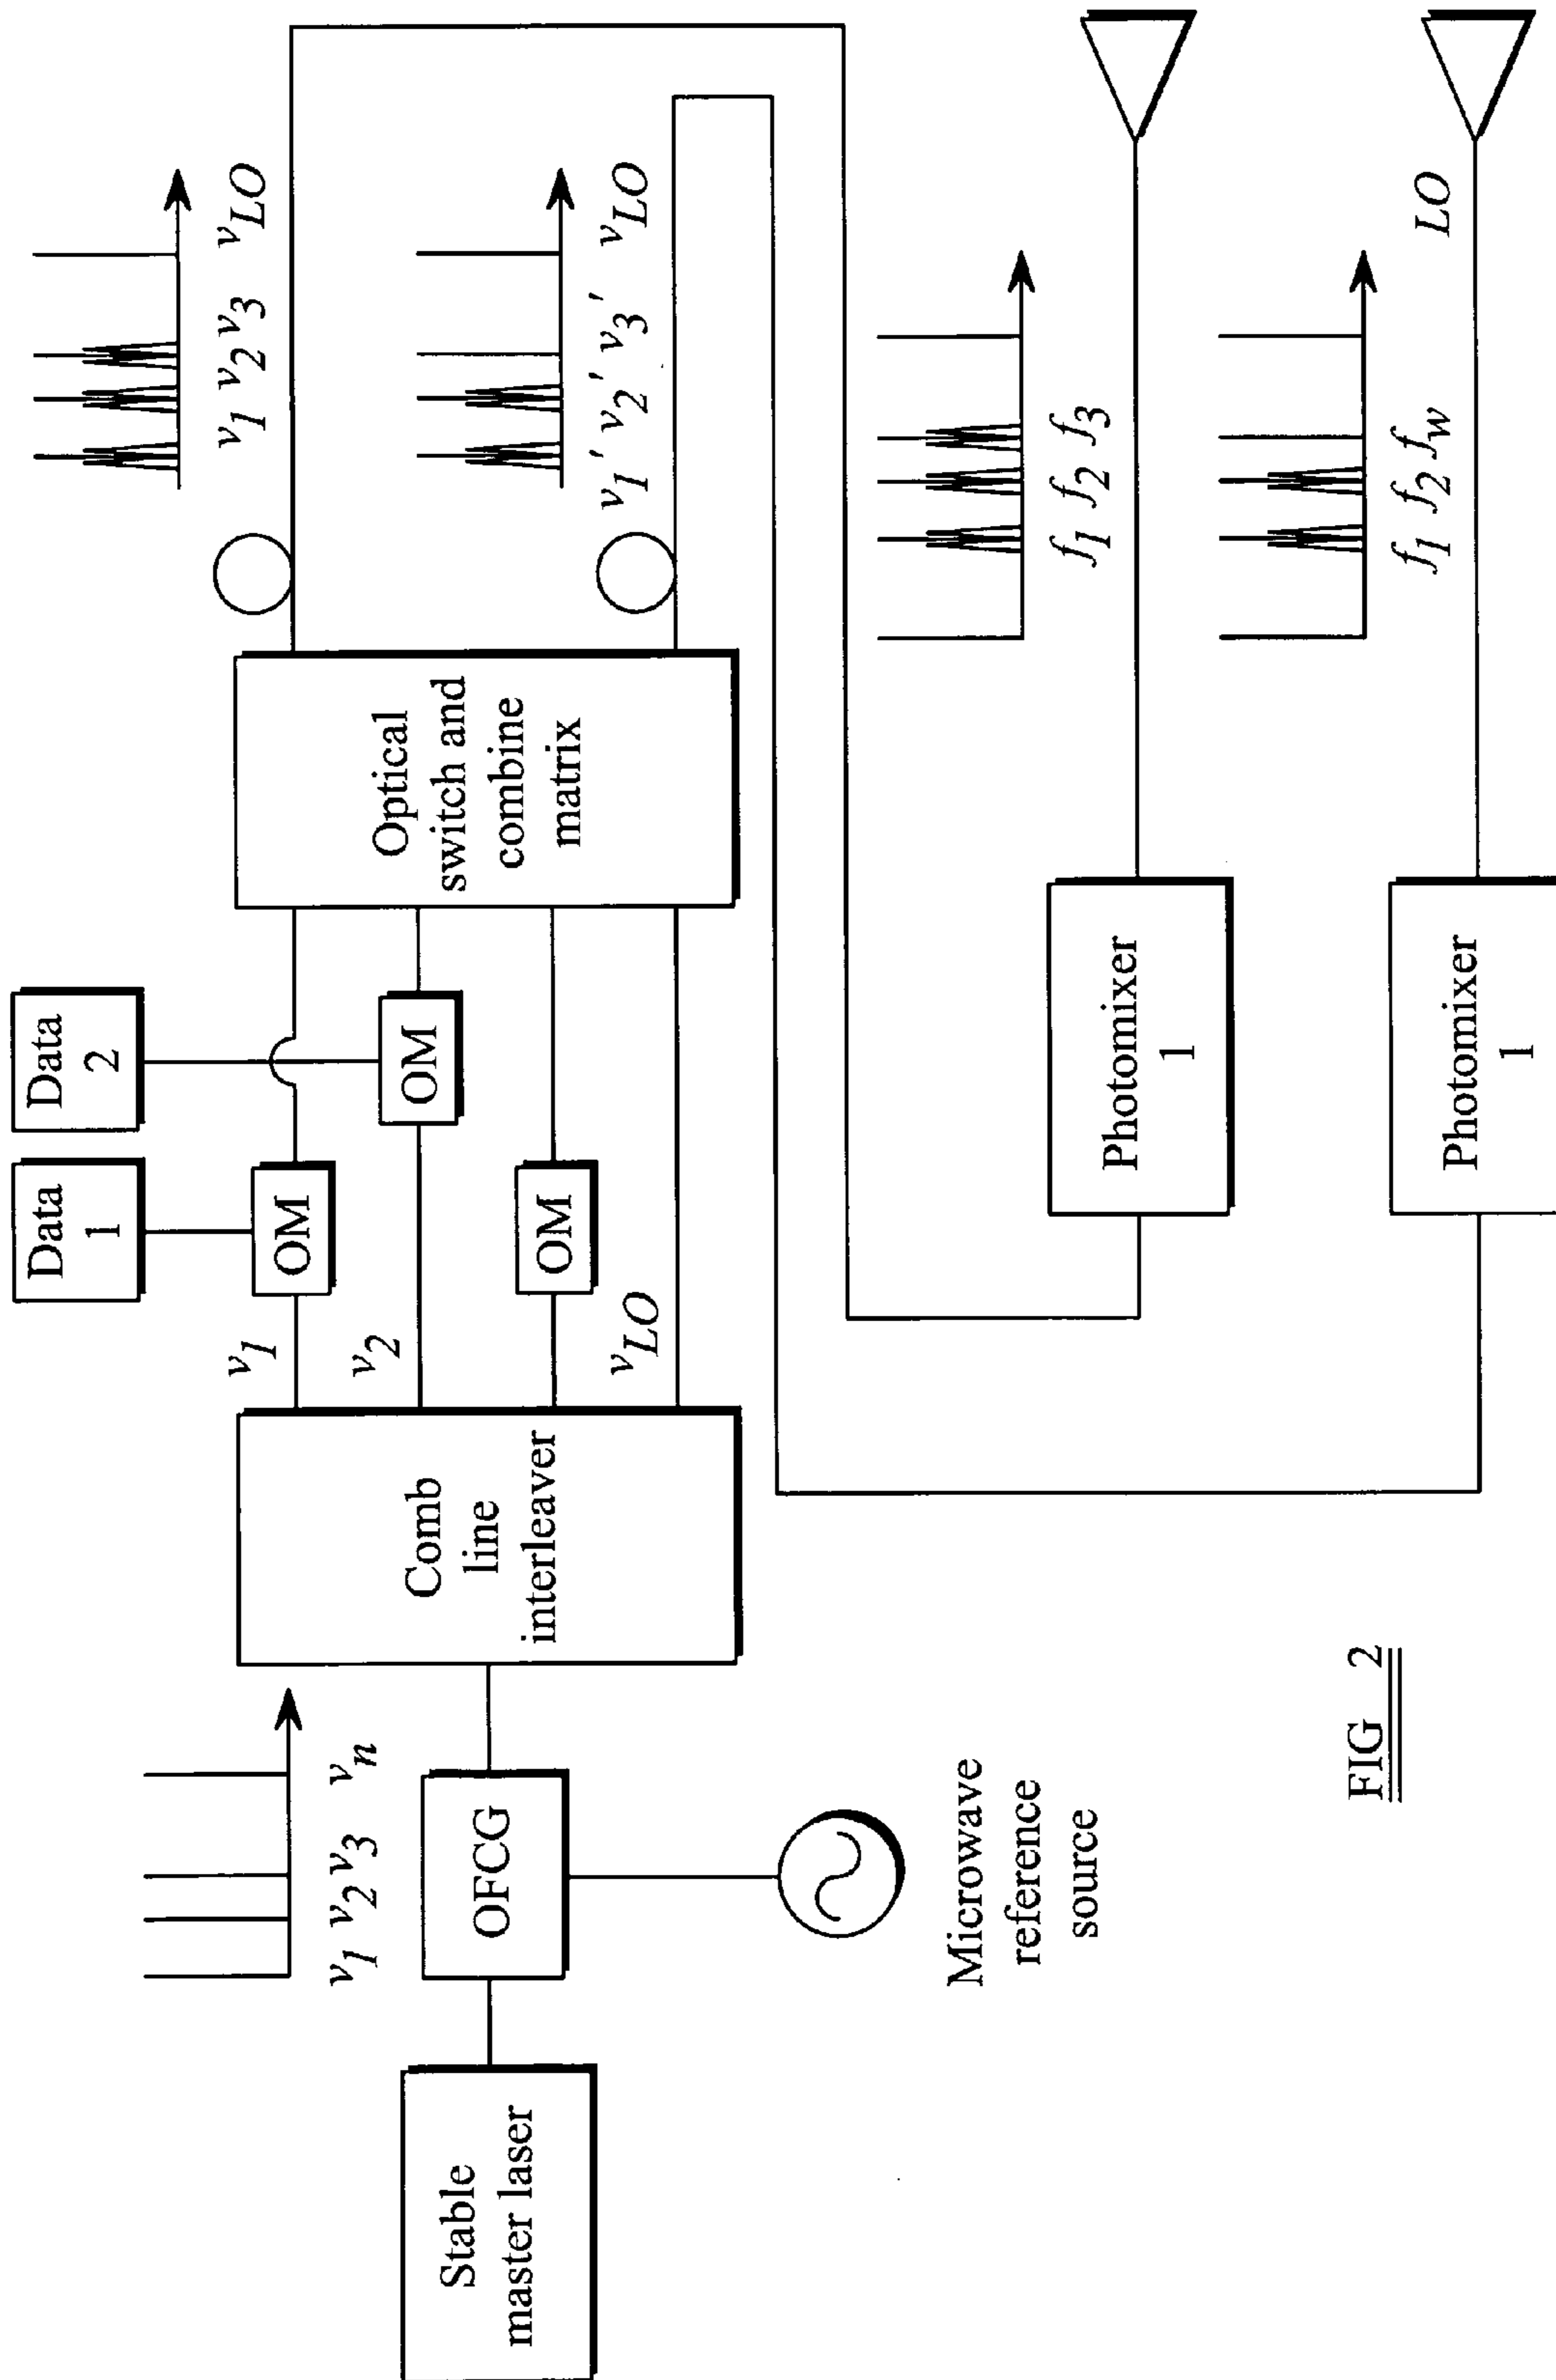 Data
1
Data
2
v1 v2 v3 vLO
v1 v2 v3 vn
v1
OM
v2
OM
OM
vLO
v1' v2' v3' vLO
Stable
master laser
OFCG
Comb
line
interleaver
Optical
switch and
combine
matrix
Microwave
reference
source
f1 f2 f3
Photomixer
1
f1 f2 fw
LO
Photomixer
1
FIG 2